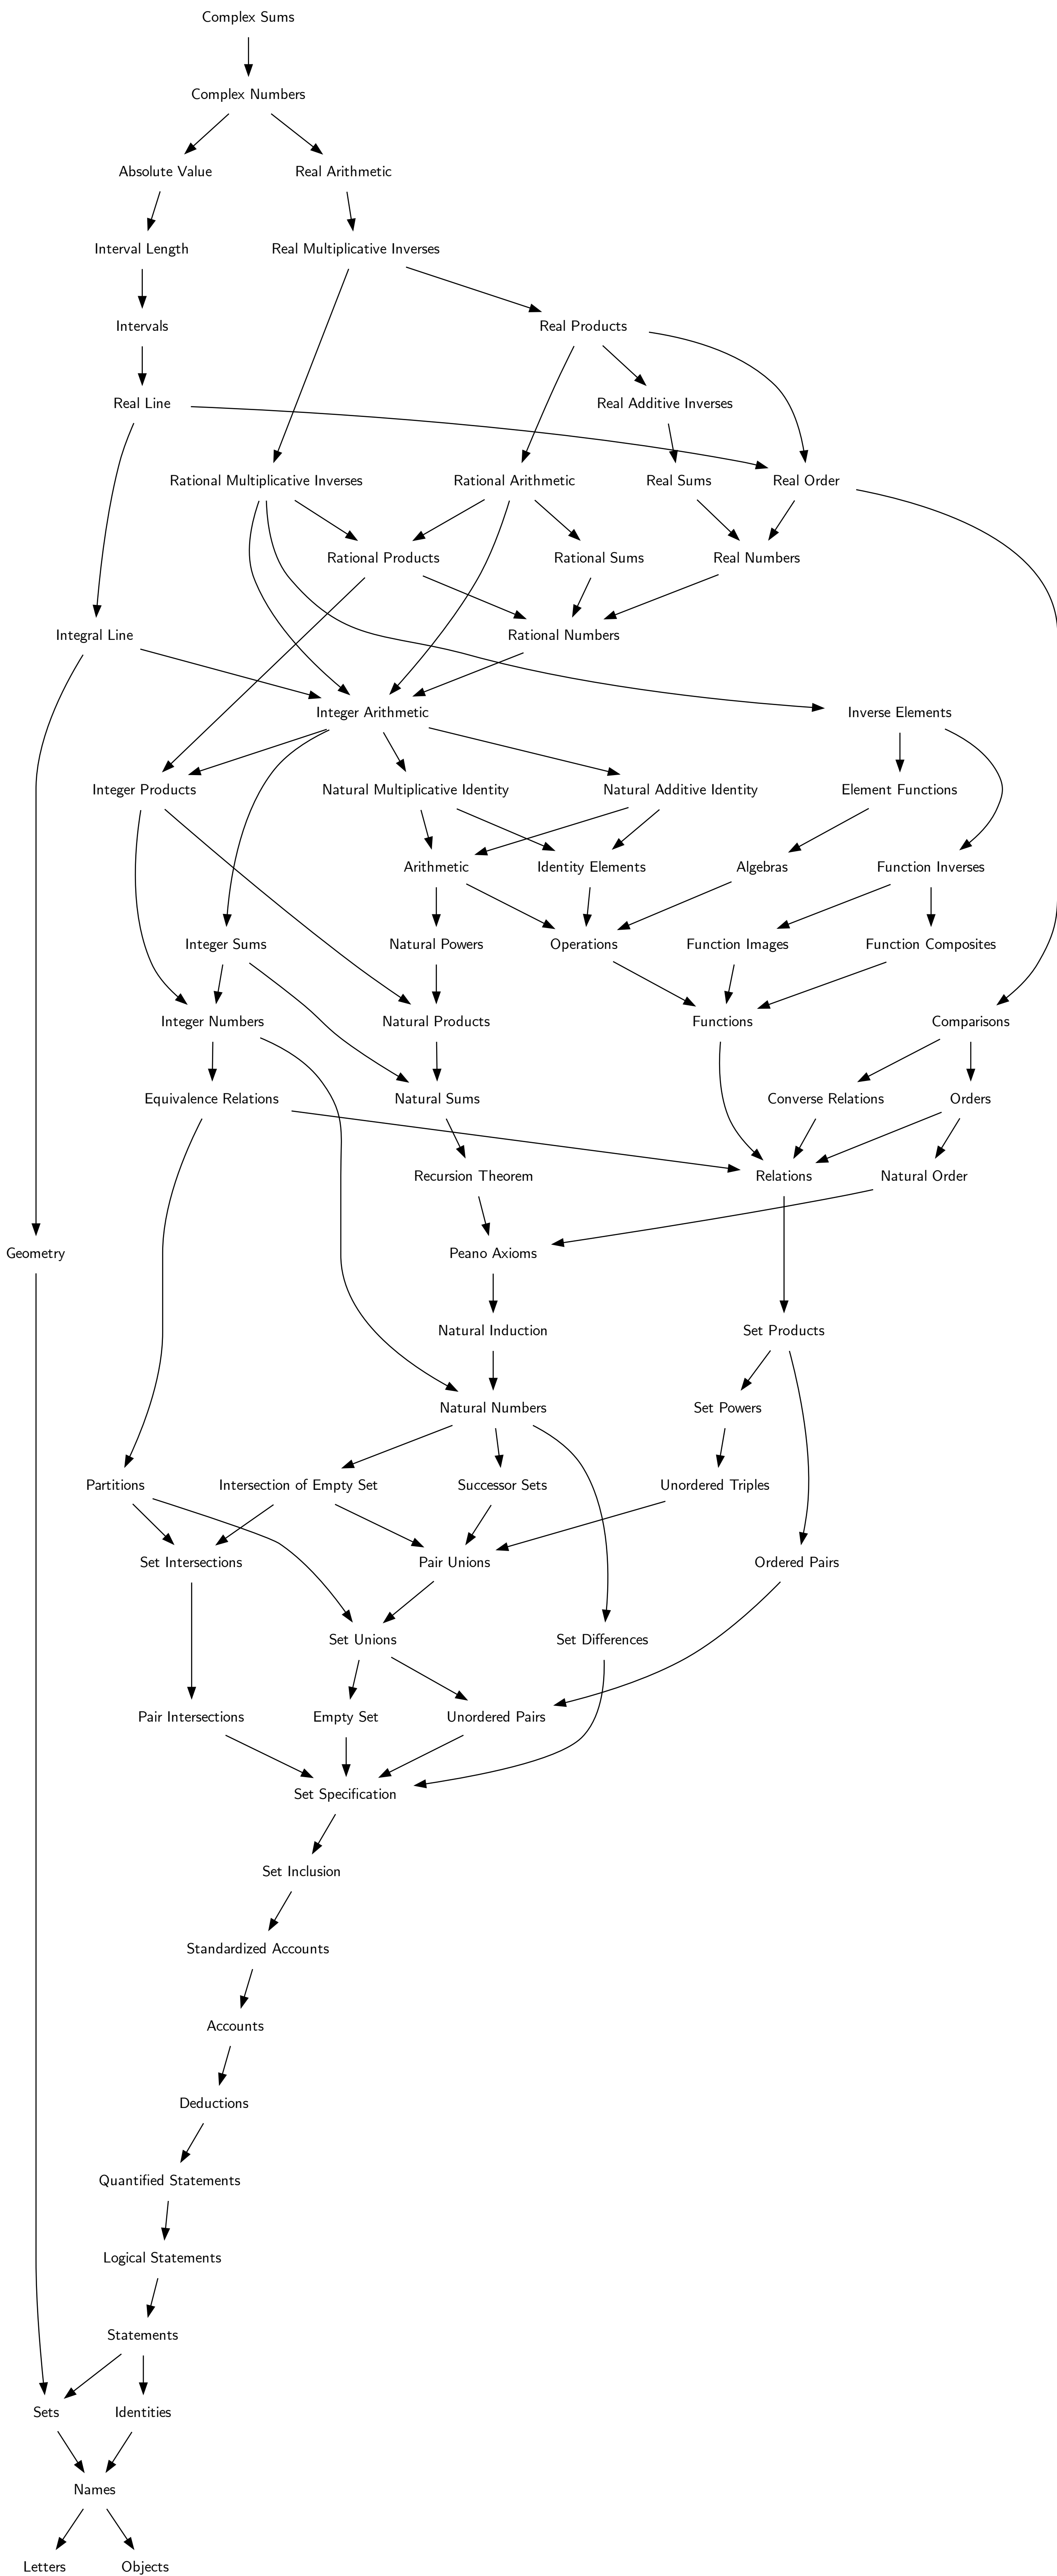 Complex Sums
Complex Numbers
Absolute Value
Real Arithmetic
Interval Length
Real Multiplicative Inverses
Intervals
Real Products
Real Line
Real Additive Inverses
Rational Multiplicative Inverses
Rational Arithmetic
Real Sums
Real Order
Rational Products
Rational Sums
Real Numbers
Integral Line
Rational Numbers
Integer Arithmetic
Inverse Elements
Integer Products
Natural Multiplicative Identity
Natural Additive Identity
Element Functions
Arithmetic
Identity Elements
Algebras
Function Inverses
Integer Sums
Natural Powers
Operations
Function Images
Function Composites
Integer Numbers
Natural Products
Functions
Comparisons
Equivalence Relations
Natural Sums
Converse Relations
Orders
Recursion Theorem
Relations
Natural Order
Geometry
Peano Axioms
Natural Induction
Set Products
Natural Numbers
Set Powers
Partitions
Intersection of Empty Set
Successor Sets
Unordered Triples
Set Intersections
Pair Unions
Ordered Pairs
Set Unions
Set Differences
Pair Intersections
Empty Set
Unordered Pairs
Set Specification
Set Inclusion
Standardized Accounts
Accounts
Deductions
Quantified Statements
Logical Statements
Statements
Sets
Identities
Names
Letters
Objects